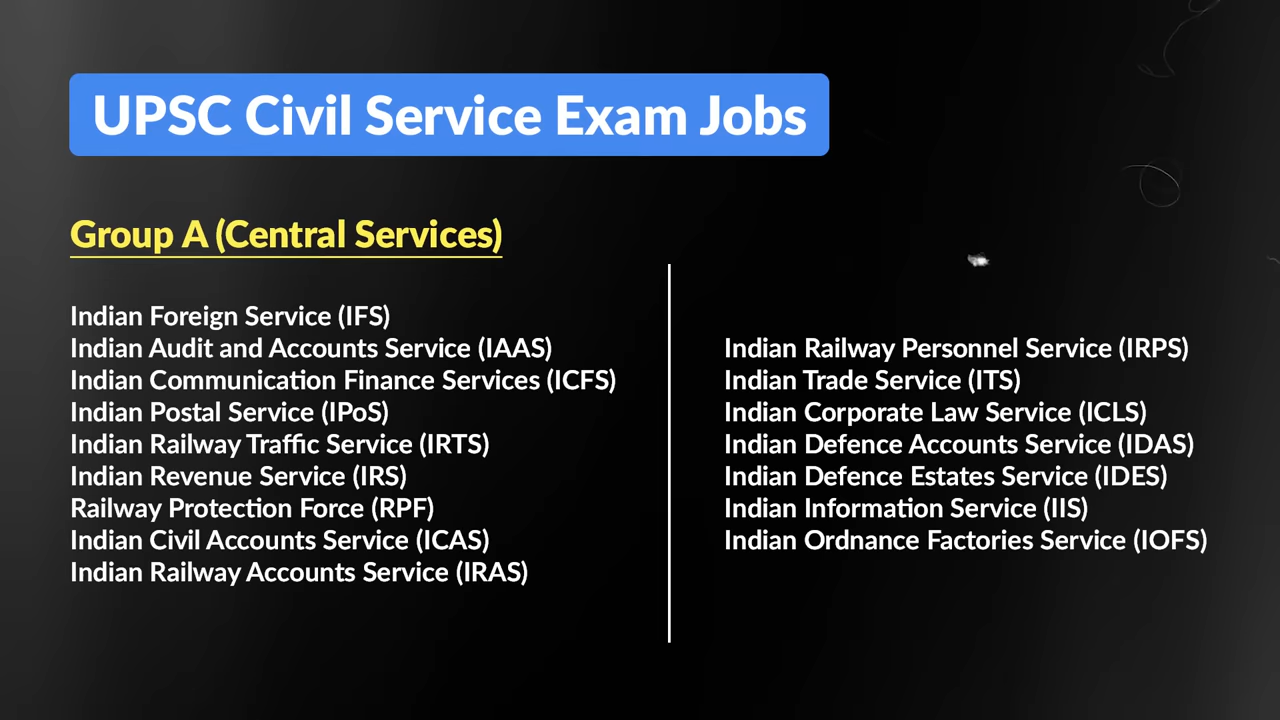 UPSC Civil Service Exam Jobs
Group A (Central Services)
Indian Foreign Service (IFS)
Indian Audit and Accounts Service (IAAS)
Indian Communication Finance Services (ICFS)
Indian Postal Service (IPoS)
Indian Railway Traffic Service (IRTS)
Indian Revenue Service (IRS)
Railway Protection Force (RPF)
Indian Civil Accounts Service (ICAS)
Indian Railway Accounts Service (IRAS)
Indian Railway Personnel Service (IRPS)
Indian Trade Service (ITS)
Indian Corporate Law Service (ICLS)
Indian Defence Accounts Service (IDAS)
Indian Defence Estates Service (IDES)
Indian Information Service (IIS)
Indian Ordnance Factories Service (IOFS)